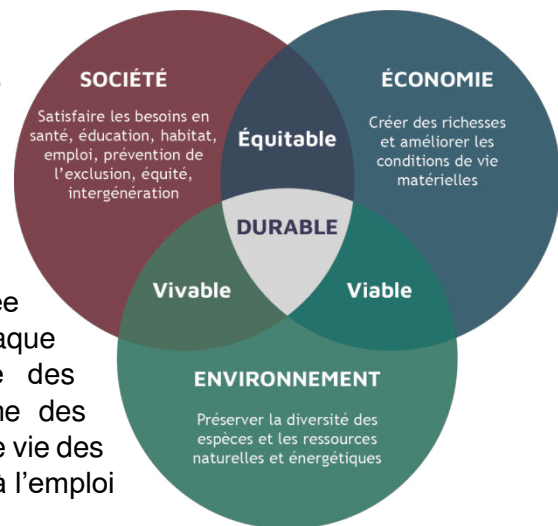 SOCIÉTÉ
Satisfaire les besoins en
santé, éducation, habitat,
emploi, prévention de
l'exclusion, équité,
intergénération
ÉCONOMIE
Créer des richesses
et améliorer les
conditions de vie
matérielles
Équitable
DURABLE
Vivable
Viable
ENVIRONNEMENT
Préserver la diversité des
espèces et les ressources
naturelles et énergétiques
des
des
vie des
à l'emploi